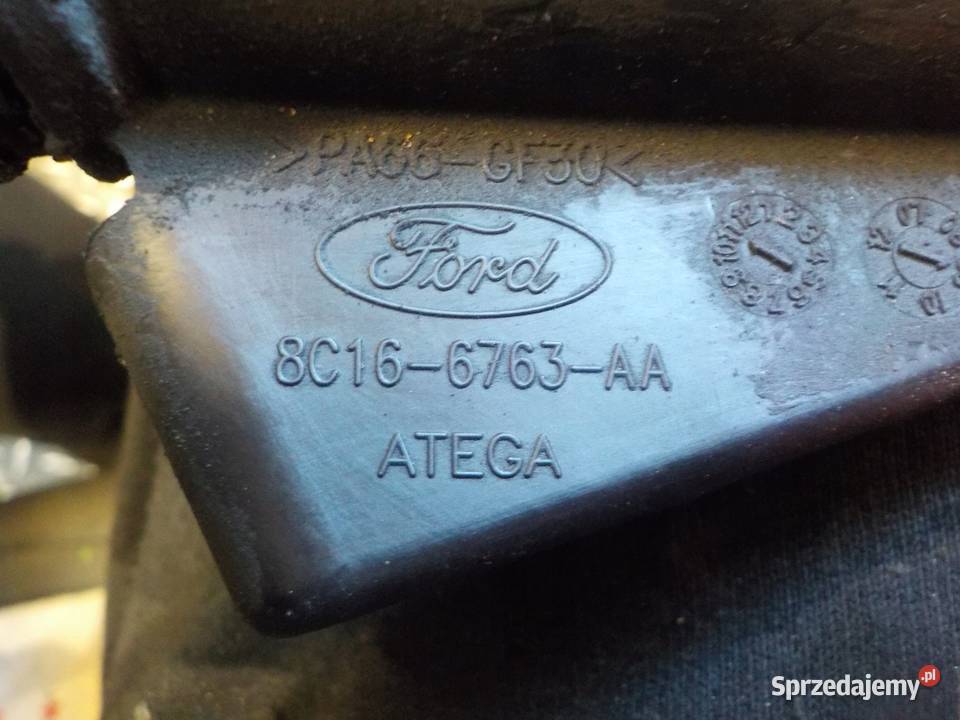 >PA66-GF30<
Ford
8C16-6763-AA
ATEGA
Sprzedajemy.pl